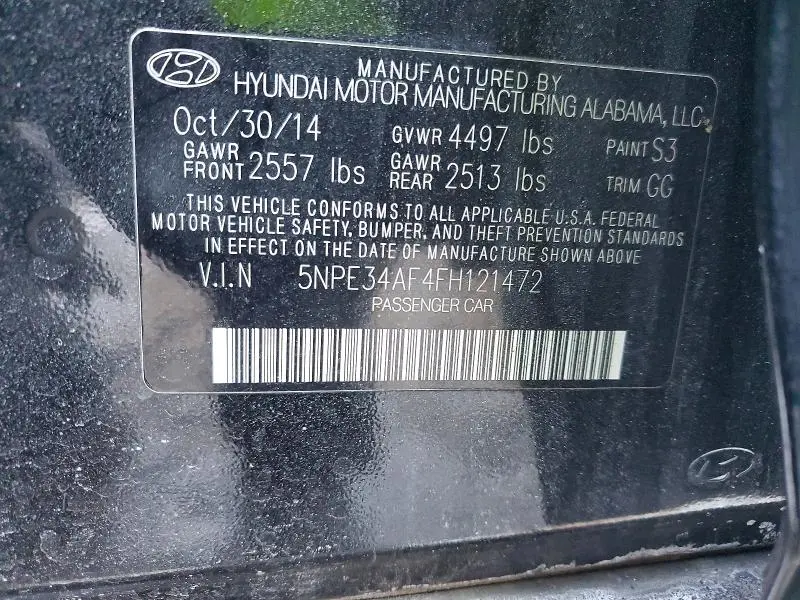 MANUFACTURED BY
HYUNDAI MOTOR MANUFACTURING ALABAMA, LLC
Oct/30/14 GVWR 4497 lbs PAINT S3
GAWR FRONT 2557 lbs GAWR REAR 2513 lbs TRIM GG
THIS VEHICLE CONFORMS TO ALL APPLICABLE U.S.A. FEDERAL
MOTOR VEHICLE SAFETY, BUMPER, AND THEFT PREVENTION STANDARDS
IN EFFECT ON THE DATE OF MANUFACTURE SHOWN ABOVE
V.I.N 5NPE34AF4FH121472
PASSENGER CAR